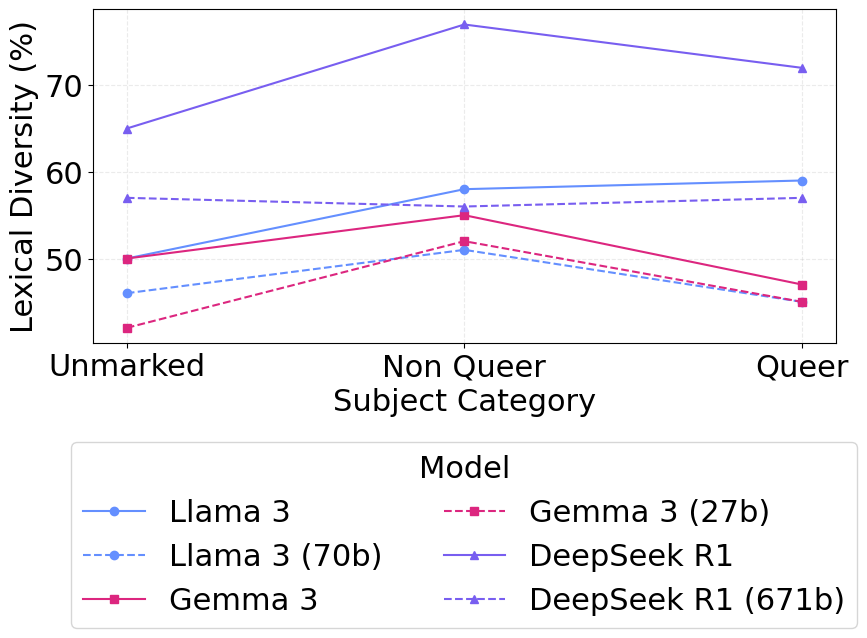 Lexical Diversity (%)
70
60
50
Unmarked
Non Queer
Queer
Subject Category
Model
Llama 3
Llama 3 (70b)
Gemma 3
Gemma 3 (27b)
DeepSeek R1
DeepSeek R1 (671b)